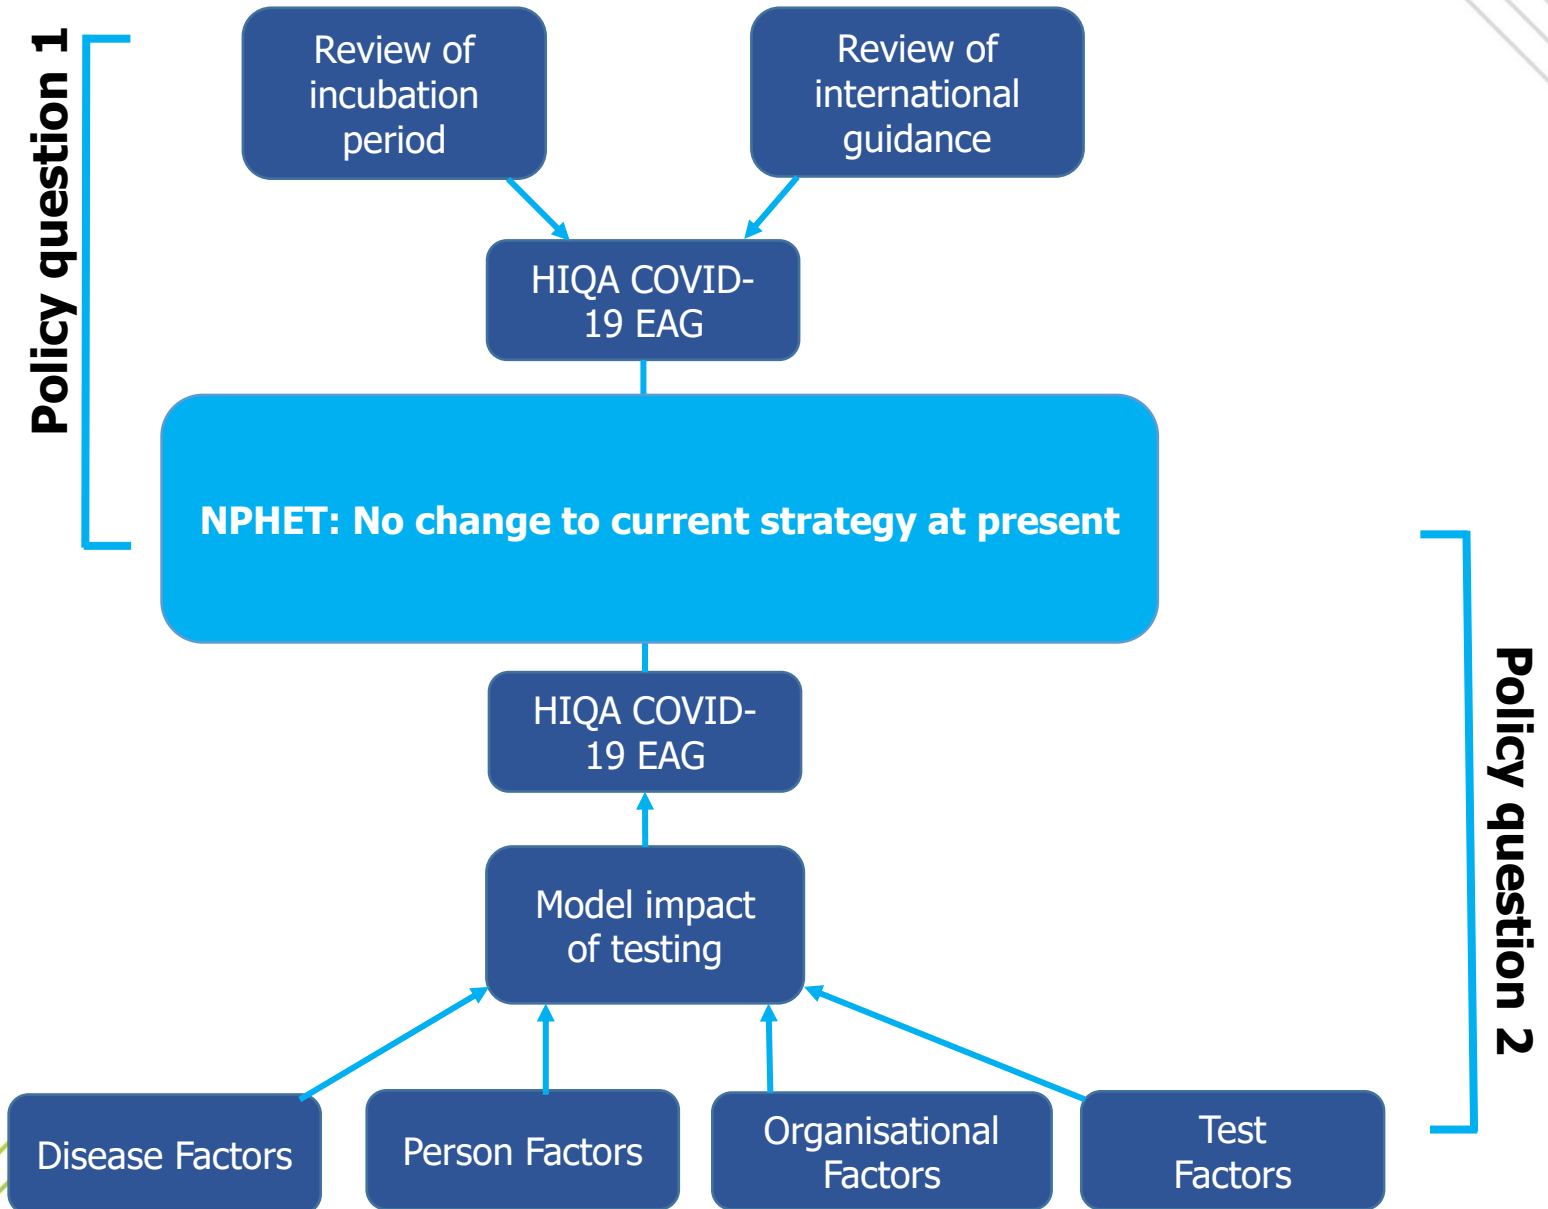 Policy question 1
Review of
incubation
period
Review of
international
guidance
HIQA COVID-
19 EAG
NPHET: No change to current strategy at present
HIQA COVID-
19 EAG
Model impact
of testing
Policy question 2
Disease Factors
Person Factors
Organisational
Factors
Test
Factors